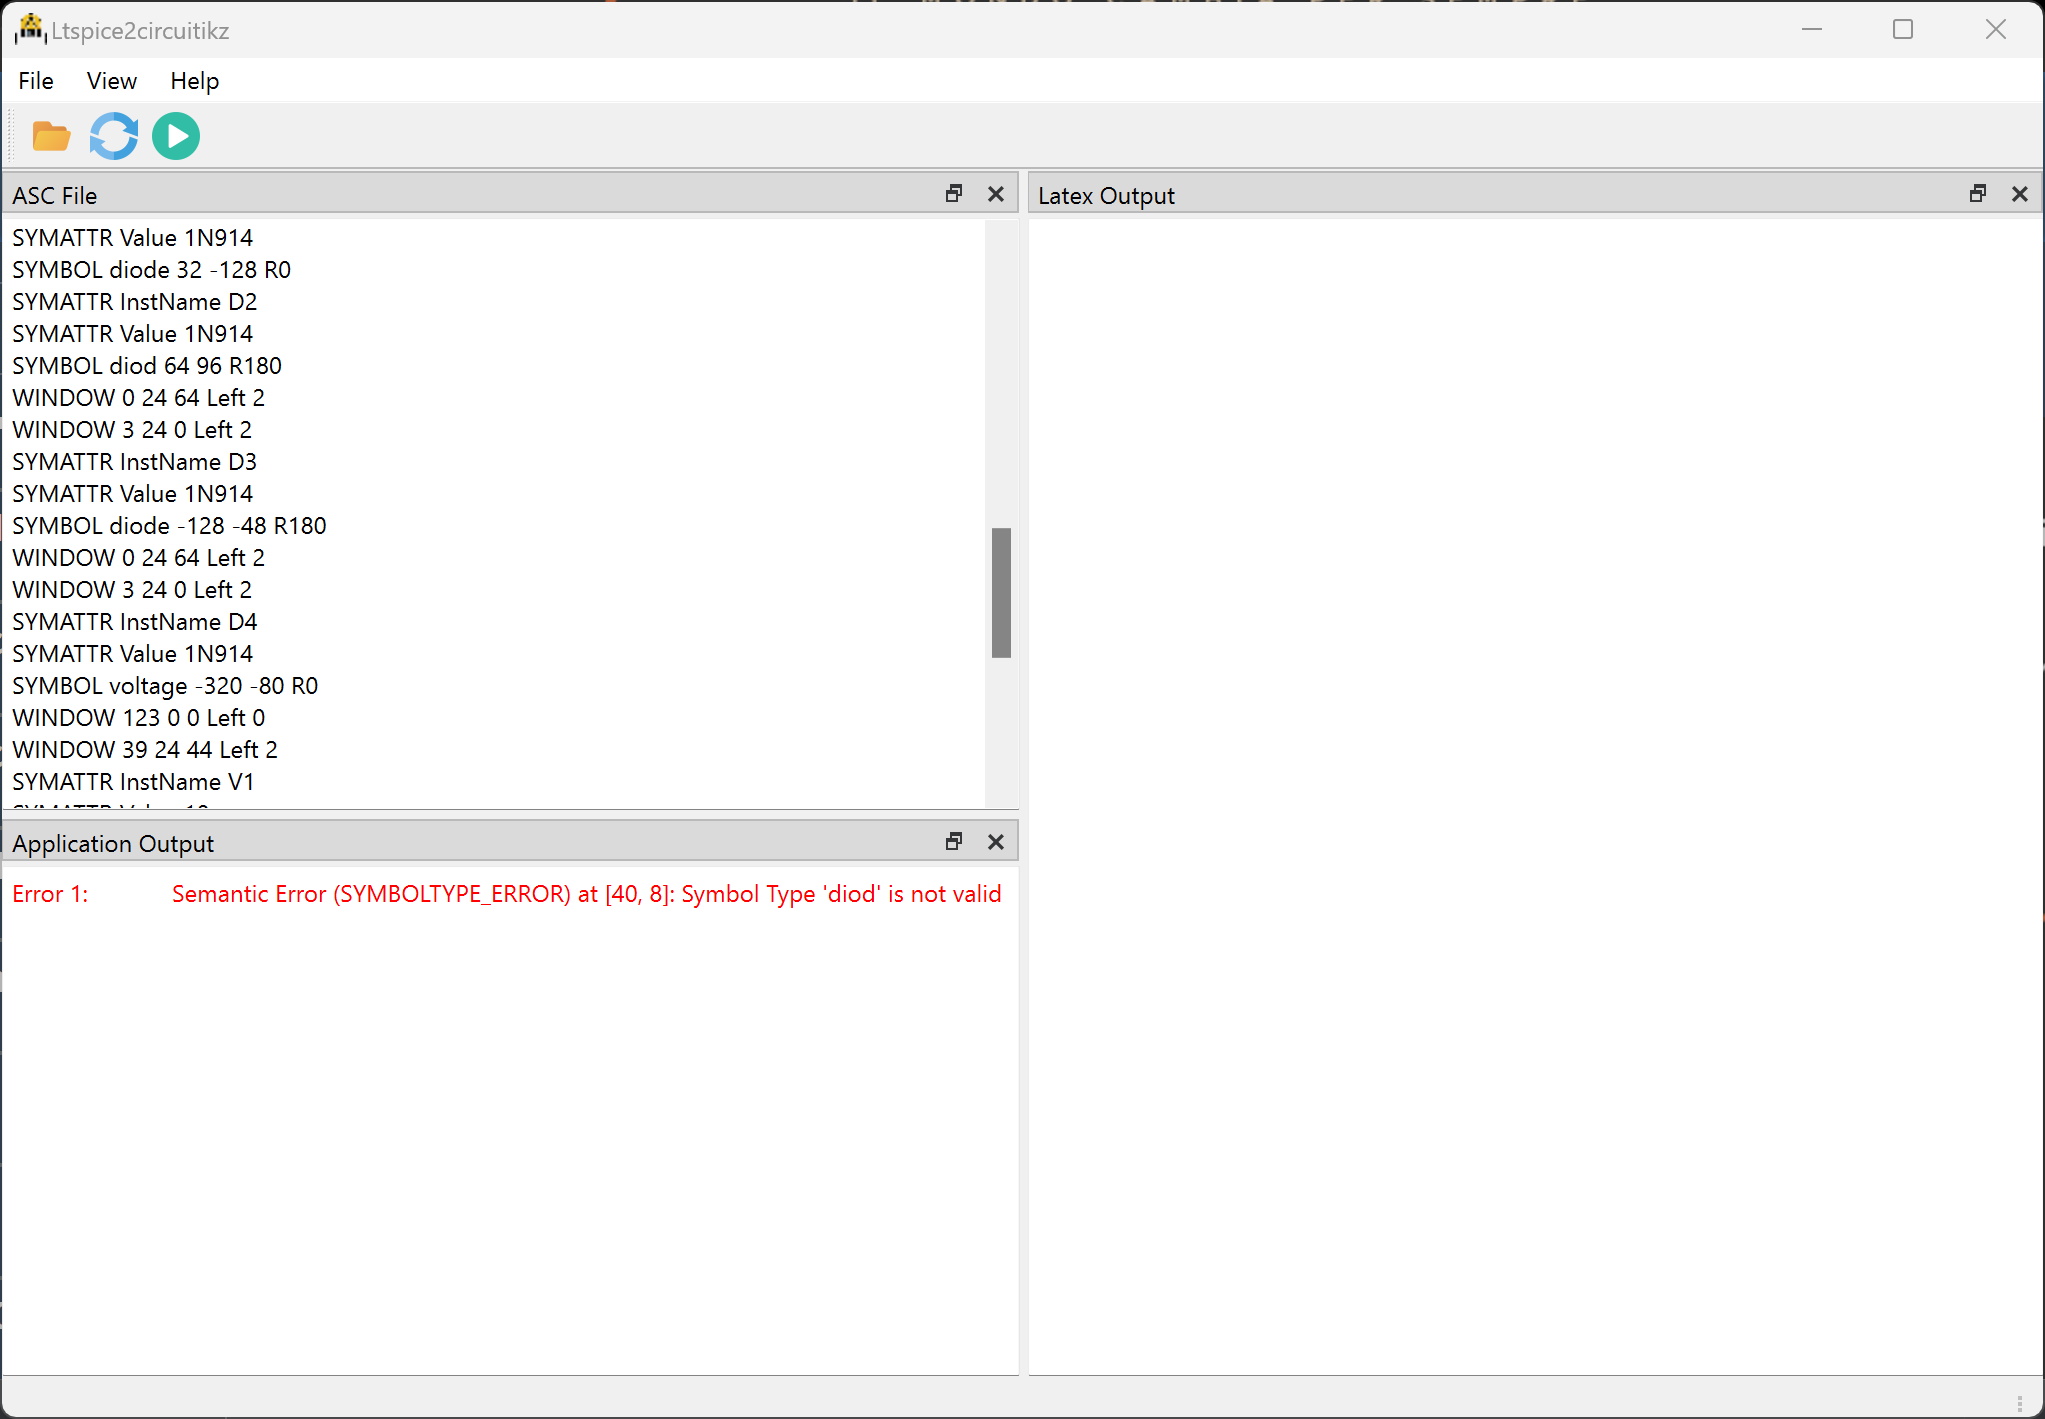 Ltspice2circuitikz
File View Help
ASC File
SYMATTR Value 1N914
SYMBOL diode 32 -128 R0
SYMATTR InstName D2
SYMATTR Value 1N914
SYMBOL diod 64 96 R180
WINDOW 0 24 64 Left 2
WINDOW 3 24 0 Left 2
SYMATTR InstName D3
SYMATTR Value 1N914
SYMBOL diode -128 -48 R180
WINDOW 0 24 64 Left 2
WINDOW 3 24 0 Left 2
SYMATTR InstName D4
SYMATTR Value 1N914
SYMBOL voltage -320 -80 R0
WINDOW 123 0 0 Left 0
WINDOW 39 24 44 Left 2
SYMATTR InstName V1
Application Output
Error 1: Semantic Error (SYMBOLTYPE_ERROR) at [40, 8]: Symbol Type 'diod' is not valid
Latex Output